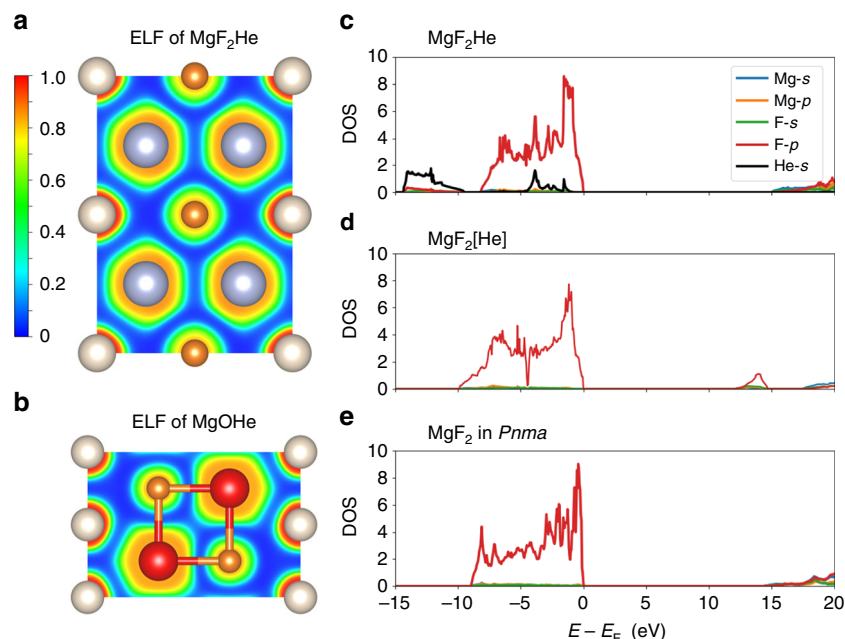 a
ELF of MgF₂He
1.0
0.8
0.6
0.4
0.2
0
b
ELF of MgOHe
c
MgF₂He
10
8
6
4
2
0
DOS
Mg-s
Mg-p
F-s
F-p
He-s
d
MgF₂[He]
10
8
6
4
2
0
DOS
e
MgF₂ in Pnma
10
8
6
4
2
0
DOS
−15 −10 −5 0 5 10 15 20
E – E_F (eV)